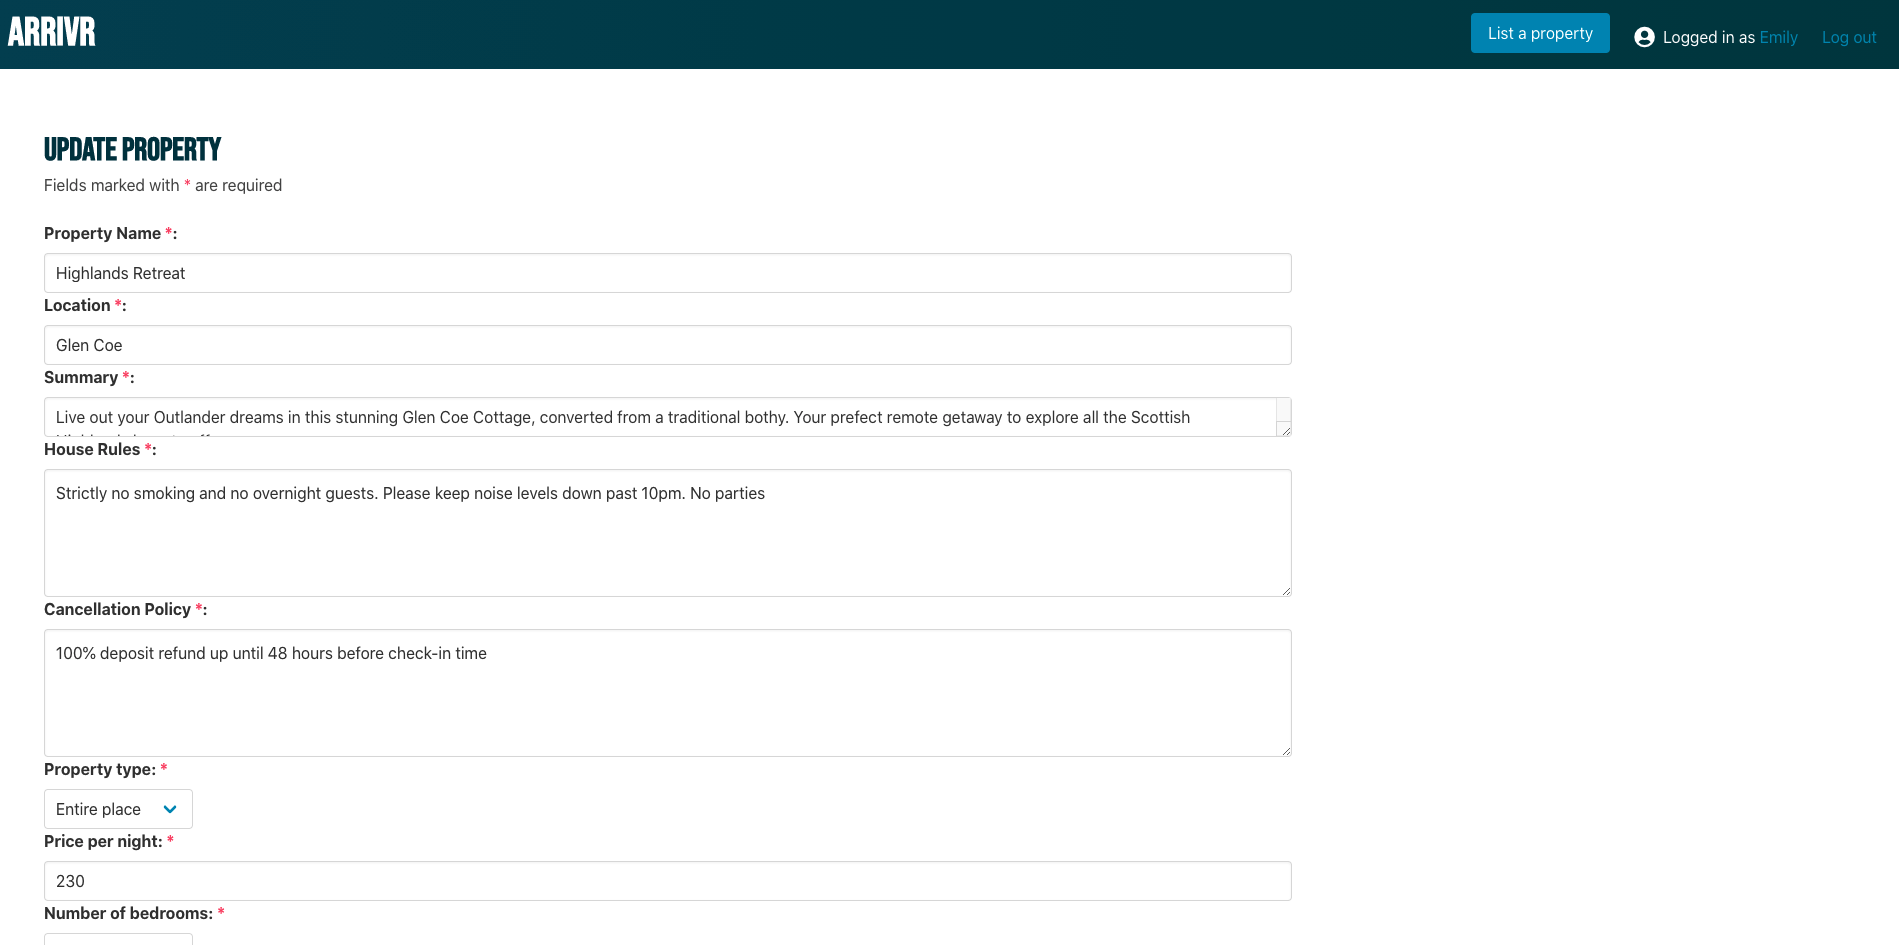 ARRIVR
List a property
Logged in as Emily
Log out
UPDATE PROPERTY
Fields marked with * are required
Property Name *:
Highlands Retreat
Location *:
Glen Coe
Summary *:
Live out your Outlander dreams in this stunning Glen Coe Cottage, converted from a traditional bothy. Your prefect remote getaway to explore all the Scottish
House Rules *:
Strictly no smoking and no overnight guests. Please keep noise levels down past 10pm. No parties
Cancellation Policy *:
100% deposit refund up until 48 hours before check-in time
Property type: *
Entire place
Price per night: *
230
Number of bedrooms: *